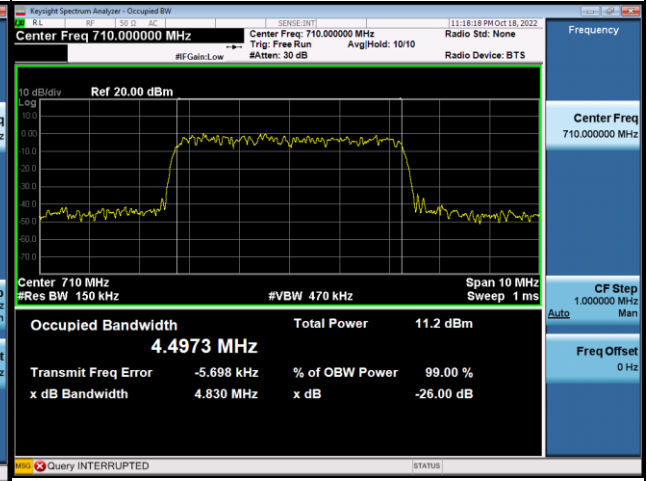 Keysight Spectrum Analyzer - Occupied BW
RL RF 50 Ω AC SENSE:INT 11:18:18 PM Oct 18, 2022
Center Freq 710.000000 MHz Center Freq: 710.000000 MHz Radio Std: None
Trig: Free Run Avg|Hold: 10/10
#IFGain:Low #Atten: 30 dB Radio Device: BTS
10 dB/div Ref 20.00 dBm
Log
10.0
0.00
-10.0
-20.0
-30.0
-40.0
-50.0
-60.0
-70.0
Center 710 MHz Span 10 MHz
#Res BW 150 kHz #VBW 470 kHz Sweep 1 ms
Occupied Bandwidth Total Power 11.2 dBm
4.4973 MHz
Transmit Freq Error -5.698 kHz % of OBW Power 99.00 %
x dB Bandwidth 4.830 MHz x dB -26.00 dB
MSG Query INTERRUPTED STATUS
Frequency
Center Freq
710.000000 MHz
CF Step
1.000000 MHz
Auto Man
Freq Offset
0 Hz